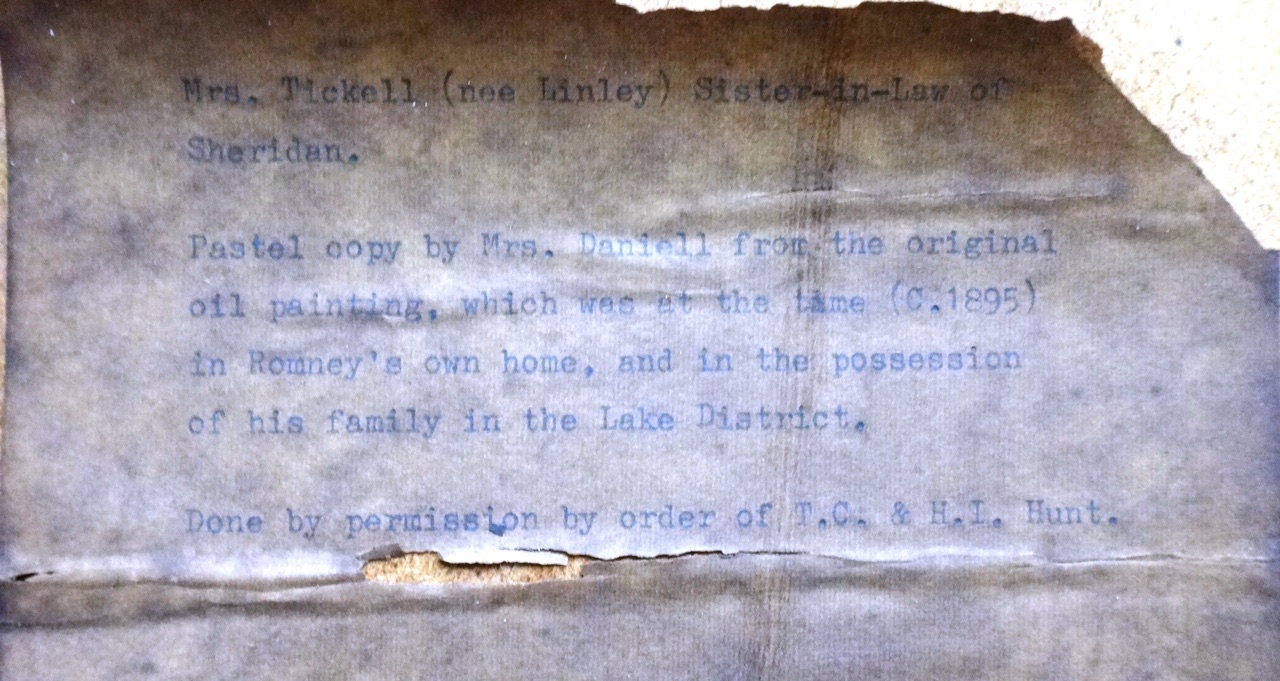 Mrs. Tickell (nee Linley) Sister-in-Law of
Sheridan.
Pastel copy by Mrs. Daniell from the original
oil painting, which was at the time (C.1895)
in Romney's own home, and in the possession
of his family in the Lake District.
Done by permission by order of T.C. & H.I. Hunt.